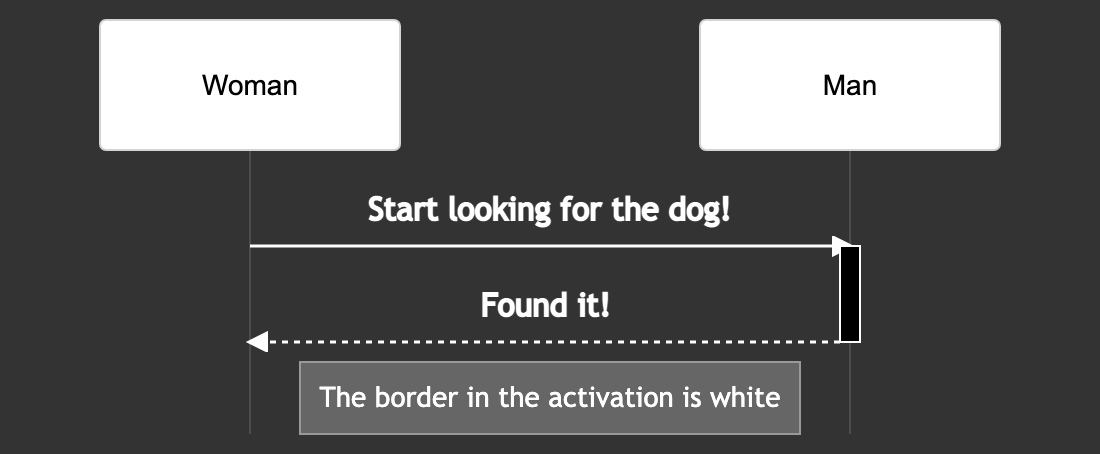 Woman
Man
Start looking for the dog!
Found it!
The border in the activation is white